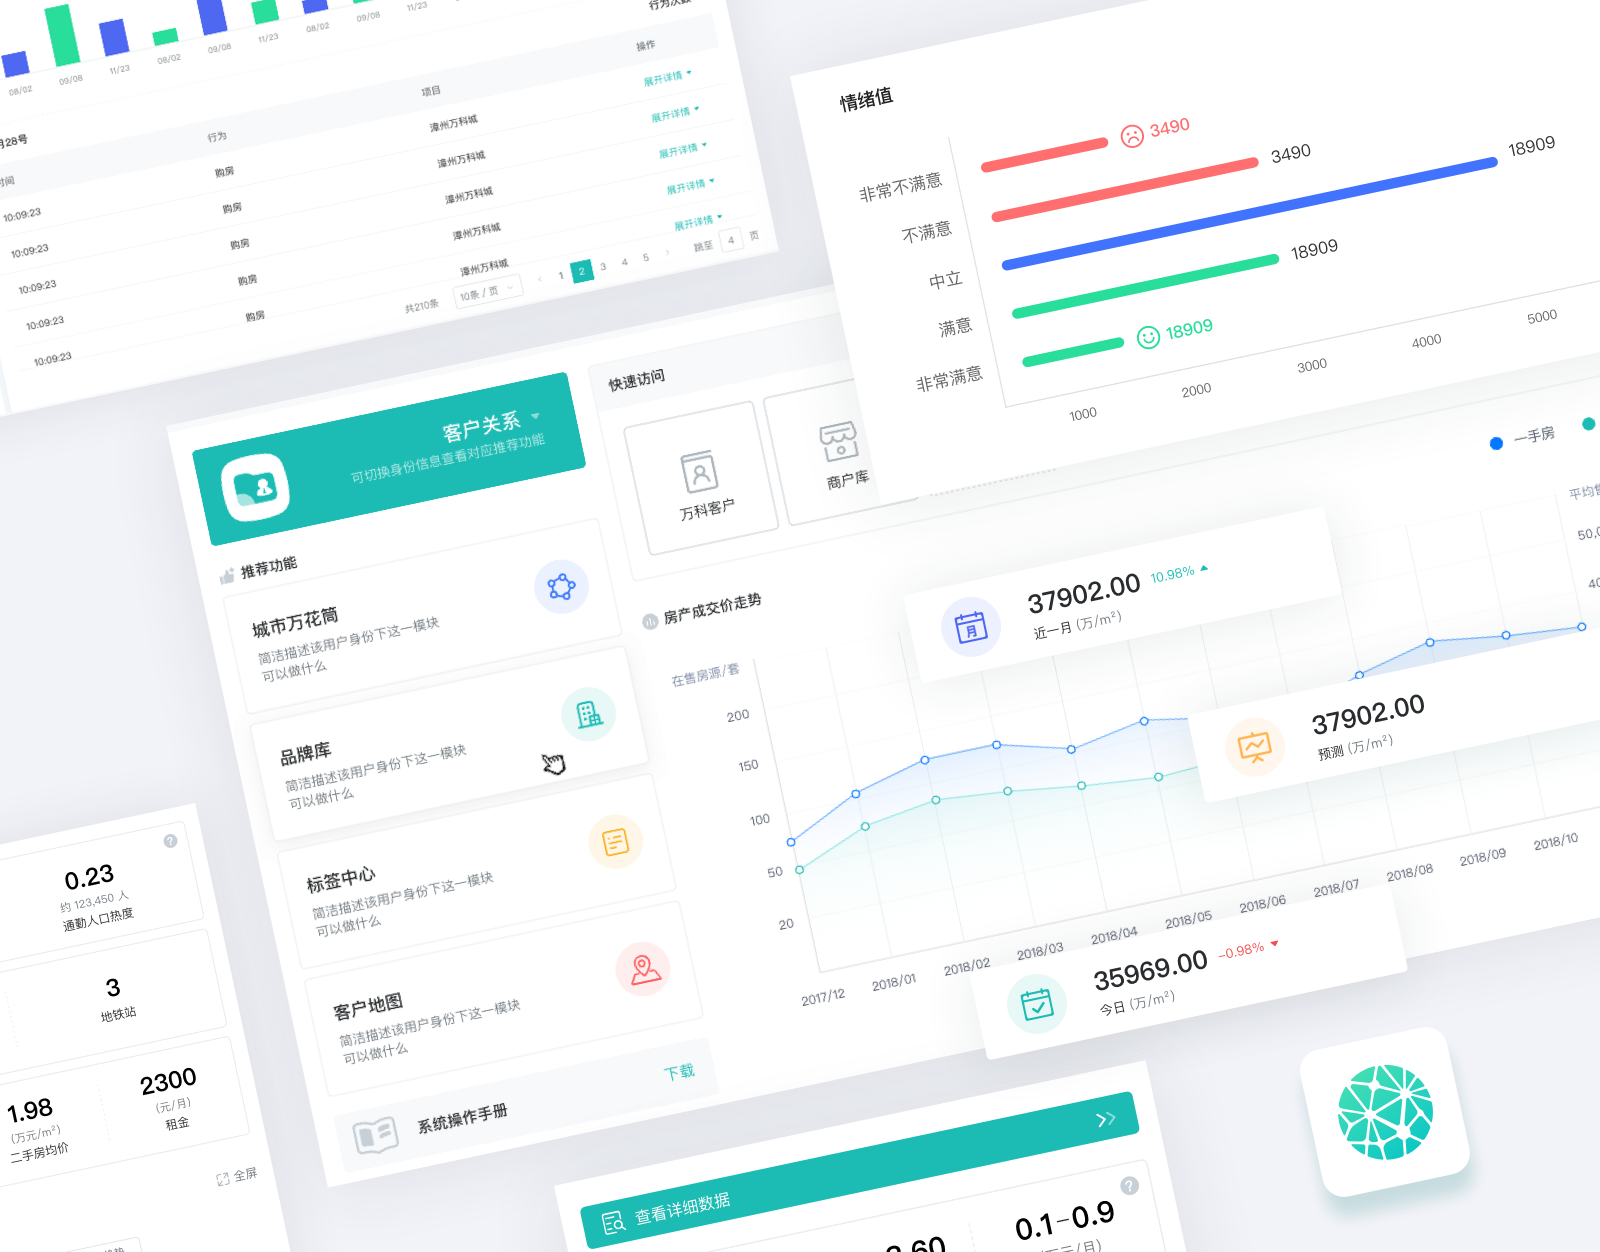 08/02
09/08
11/23
08/02
09/08
11/23
08/02
09/08
11/23
行为次数
月28号
时间
行为
项目
操作
10:09:23
购房
漳州万科城
展开详情
10:09:23
购房
漳州万科城
展开详情
10:09:23
购房
漳州万科城
展开详情
10:09:23
购房
漳州万科城
展开详情
10:09:23
购房
漳州万科城
展开详情
共210条
10条 / 页
1
2
3
4
5
跳至
4
页
情绪值
非常不满意
3490
不满意
3490
中立
18909
满意
18909
非常满意
18909
1000
2000
3000
4000
5000
客户关系
可切换身份信息查看对应推荐功能
推荐功能
城市万花筒
简洁描述该用户身份下这一模块
可以做什么
品牌库
简洁描述该用户身份下这一模块
可以做什么
标签中心
简洁描述该用户身份下这一模块
可以做什么
客户地图
简洁描述该用户身份下这一模块
可以做什么
系统操作手册
下载
快速访问
万科客户
商户库
房产成交价走势
一手房
在售房源/套
200
150
100
50
20
2017/12
2018/01
2018/02
2018/03
2018/04
2018/05
2018/06
2018/07
2018/08
2018/09
2018/10
平均售
50,0
40
月
37902.00
10.98%
近一月 (万/m²)
37902.00
预测 (万/m²)
35969.00
-0.98%
今日 (万/m²)
0.23
约 123,450 人
通勤人口热度
3
地铁站
1.98
(万元/m²)
二手房均价
2300
(元/月)
租金
全屏
查看详细数据
0.1-0.9